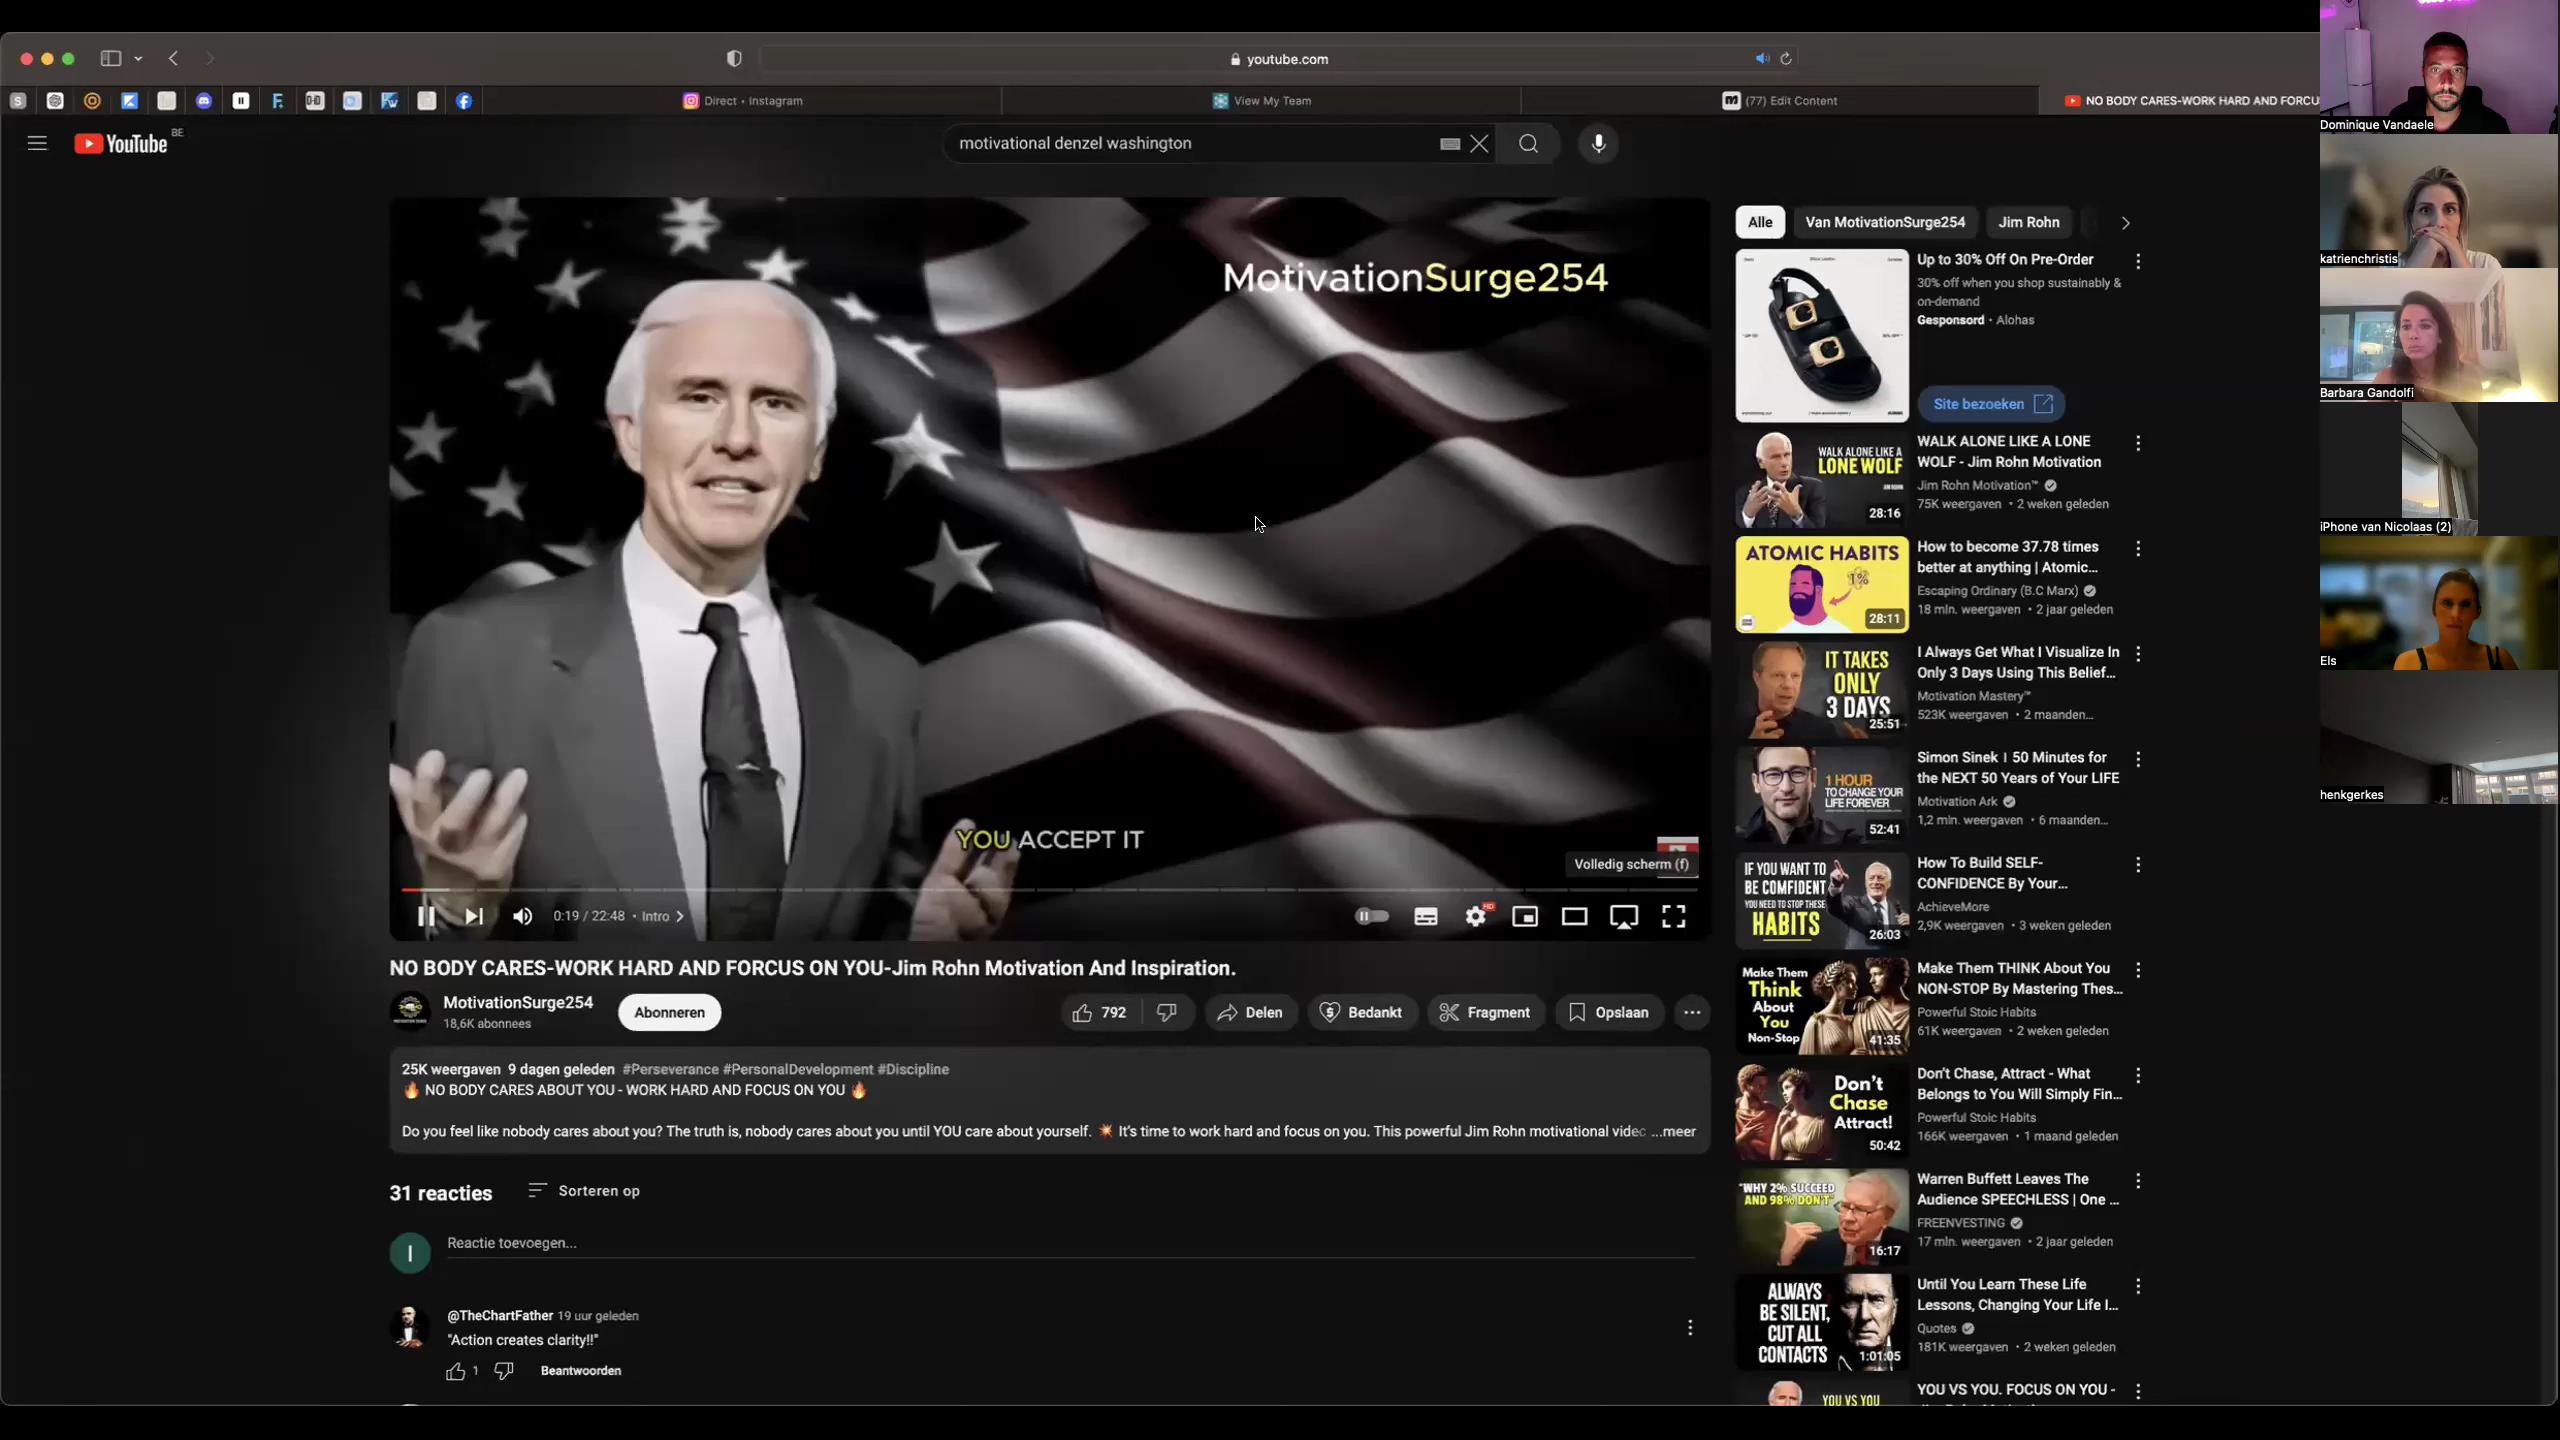 youtube.com
Direct • Instagram
View My Team
(77) Edit Content
NO BODY CARES-WORK HARD AND FORCUS
YouTube BE
motivational denzel washington
MotivationSurge254
YOU ACCEPT IT
Volledig scherm (f)
0:19 / 22:48 • Intro
HD
NO BODY CARES-WORK HARD AND FORCUS ON YOU-Jim Rohn Motivation And Inspiration.
MotivationSurge254
18,6K abonnees
Abonneren
792
Delen
Bedankt
Fragment
Opslaan
25K weergaven 9 dagen geleden #Perseverance #PersonalDevelopment #Discipline
🔥 NO BODY CARES ABOUT YOU - WORK HARD AND FOCUS ON YOU 🔥
Do you feel like nobody cares about you? The truth is, nobody cares about you until YOU care about yourself. 💥 It's time to work hard and focus on you. This powerful Jim Rohn motivational video ...meer
31 reacties
Sorteren op
I
Reactie toevoegen...
@TheChartFather 19 uur geleden
"Action creates clarity!!"
1
Beantwoorden
Alle
Van MotivationSurge254
Jim Rohn
Up to 30% Off On Pre-Order
30% off when you shop sustainably &
on-demand
Gesponsord • Alohas
Site bezoeken
WALK ALONE LIKE A
LONE WOLF
28:16
WALK ALONE LIKE A LONE
WOLF - Jim Rohn Motivation
Jim Rohn Motivation™
75K weergaven • 2 weken geleden
ATOMIC HABITS
1%
28:11
How to become 37.78 times
better at anything | Atomic...
Escaping Ordinary (B.C Marx)
18 mln. weergaven • 2 jaar geleden
IT TAKES
ONLY
3 DAYS
25:51
I Always Get What I Visualize In
Only 3 Days Using This Belief...
Motivation Mastery™
523K weergaven • 2 maanden...
1 HOUR
TO CHANGE YOUR
LIFE FOREVER
52:41
Simon Sinek I 50 Minutes for
the NEXT 50 Years of Your LIFE
Motivation Ark
1,2 mln. weergaven • 6 maanden...
IF YOU WANT TO
BE COMFIDENT
YOU NEED TO STOP THESE
HABITS
26:03
How To Build SELF-
CONFIDENCE By Your...
AchieveMore
2,9K weergaven • 3 weken geleden
Make Them
Think
About
You
Non-Stop
41:35
Make Them THINK About You
NON-STOP By Mastering Thes...
Powerful Stoic Habits
61K weergaven • 2 weken geleden
Don't
Chase
Attract!
50:42
Don't Chase, Attract - What
Belongs to You Will Simply Fin...
Powerful Stoic Habits
166K weergaven • 1 maand geleden
"WHY 2% SUCCEED
AND 98% DON'T"
16:17
Warren Buffett Leaves The
Audience SPEECHLESS | One ...
FREENVESTING
17 mln. weergaven • 2 jaar geleden
ALWAYS
BE SILENT,
CUT ALL
CONTACTS
1:01:05
Until You Learn These Life
Lessons, Changing Your Life I...
Quotes
181K weergaven • 2 weken geleden
YOU VS YOU
YOU VS YOU. FOCUS ON YOU -
Dominique Vandaele
katrienchristis
Barbara Gandolfi
iPhone van Nicolaas (2)
Els
henkgerkes